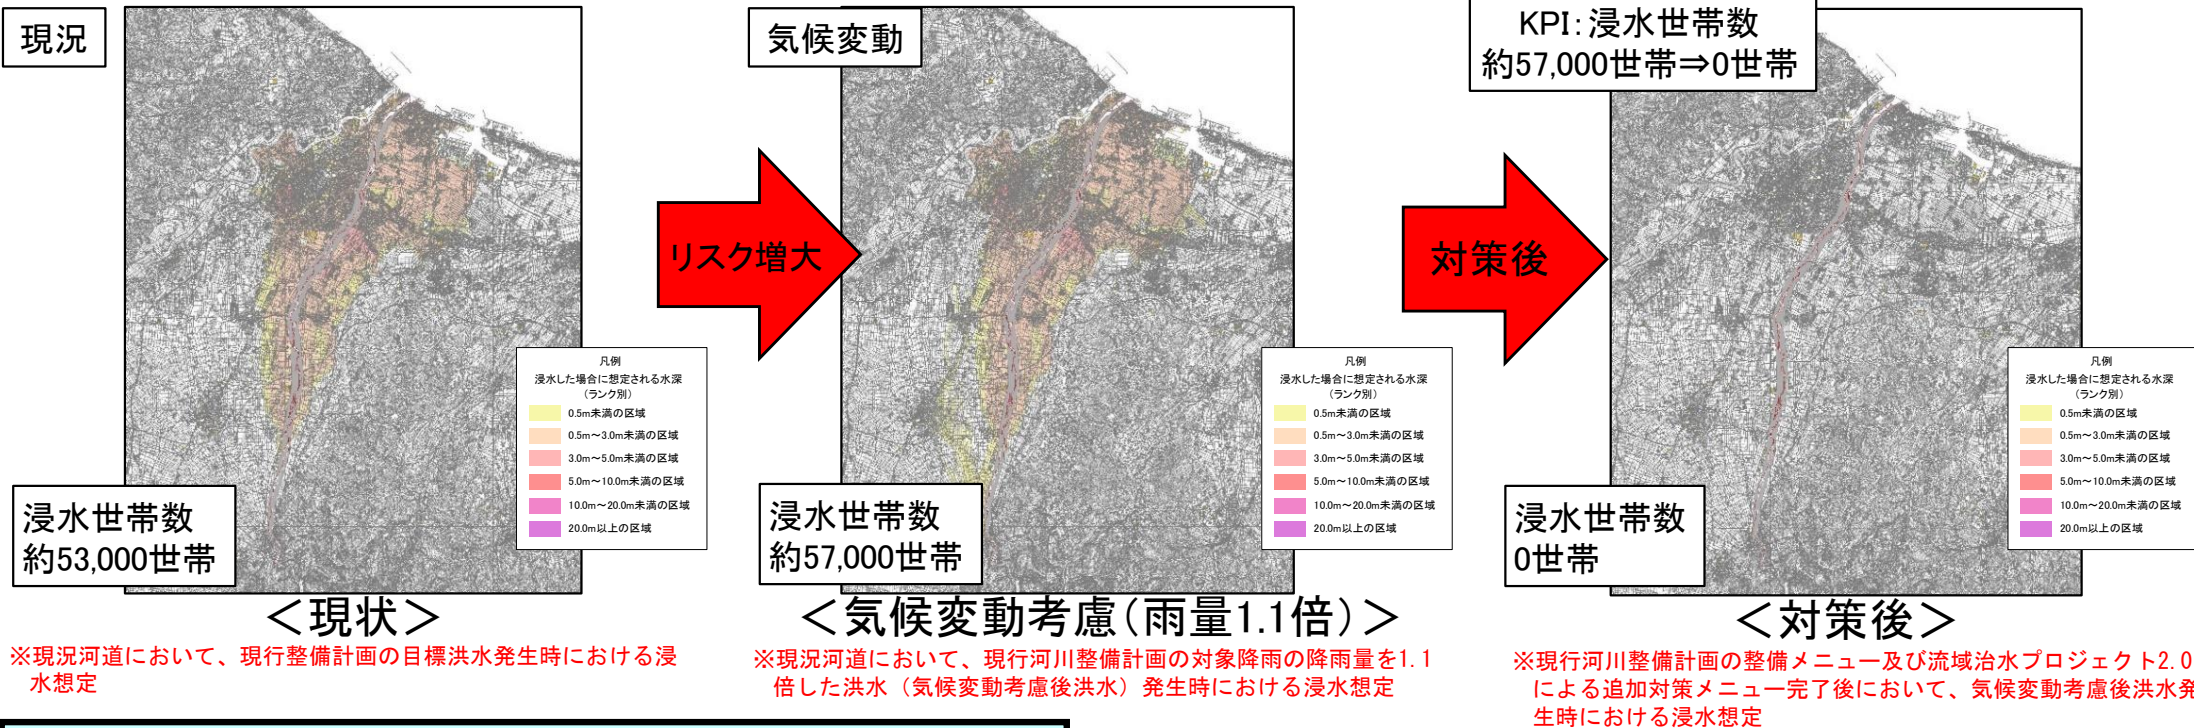 現況
浸水世帯数
約53,000世帯
凡例
浸水した場合に想定される水深
(ランク別)
0.5m未満の区域
0.5m～3.0m未満の区域
3.0m～5.0m未満の区域
5.0m～10.0m未満の区域
10.0m～20.0m未満の区域
20.0m以上の区域
＜現状＞
※現況河道において、現行整備計画の目標洪水発生時における浸
水想定
リスク増大
気候変動
浸水世帯数
約57,000世帯
凡例
浸水した場合に想定される水深
(ランク別)
0.5m未満の区域
0.5m～3.0m未満の区域
3.0m～5.0m未満の区域
5.0m～10.0m未満の区域
10.0m～20.0m未満の区域
20.0m以上の区域
＜気候変動考慮(雨量1.1倍)＞
※現況河道において、現行河川整備計画の対象降雨の降雨量を1.1
倍した洪水（気候変動考慮後洪水）発生時における浸水想定
対策後
KPI:浸水世帯数
約57,000世帯⇒0世帯
浸水世帯数
0世帯
凡例
浸水した場合に想定される水深
(ランク別)
0.5m未満の区域
0.5m～3.0m未満の区域
3.0m～5.0m未満の区域
5.0m～10.0m未満の区域
10.0m～20.0m未満の区域
20.0m以上の区域
＜対策後＞
※現行河川整備計画の整備メニュー及び流域治水プロジェクト2.0
による追加対策メニュー完了後において、気候変動考慮後洪水発
生時における浸水想定